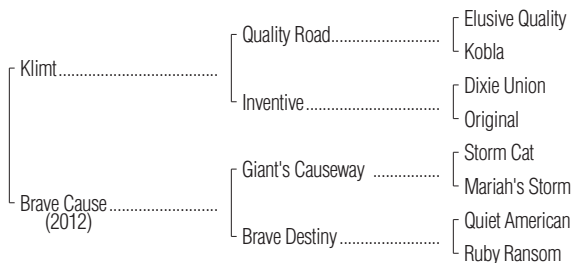 Elusive Quality
Quality Road
Kobla
Klimt
Dixie Union
Inventive
Original
Storm Cat
Giant's Causeway
Mariah's Storm
Brave Cause
(2012)
Quiet American
Brave Destiny
Ruby Ransom